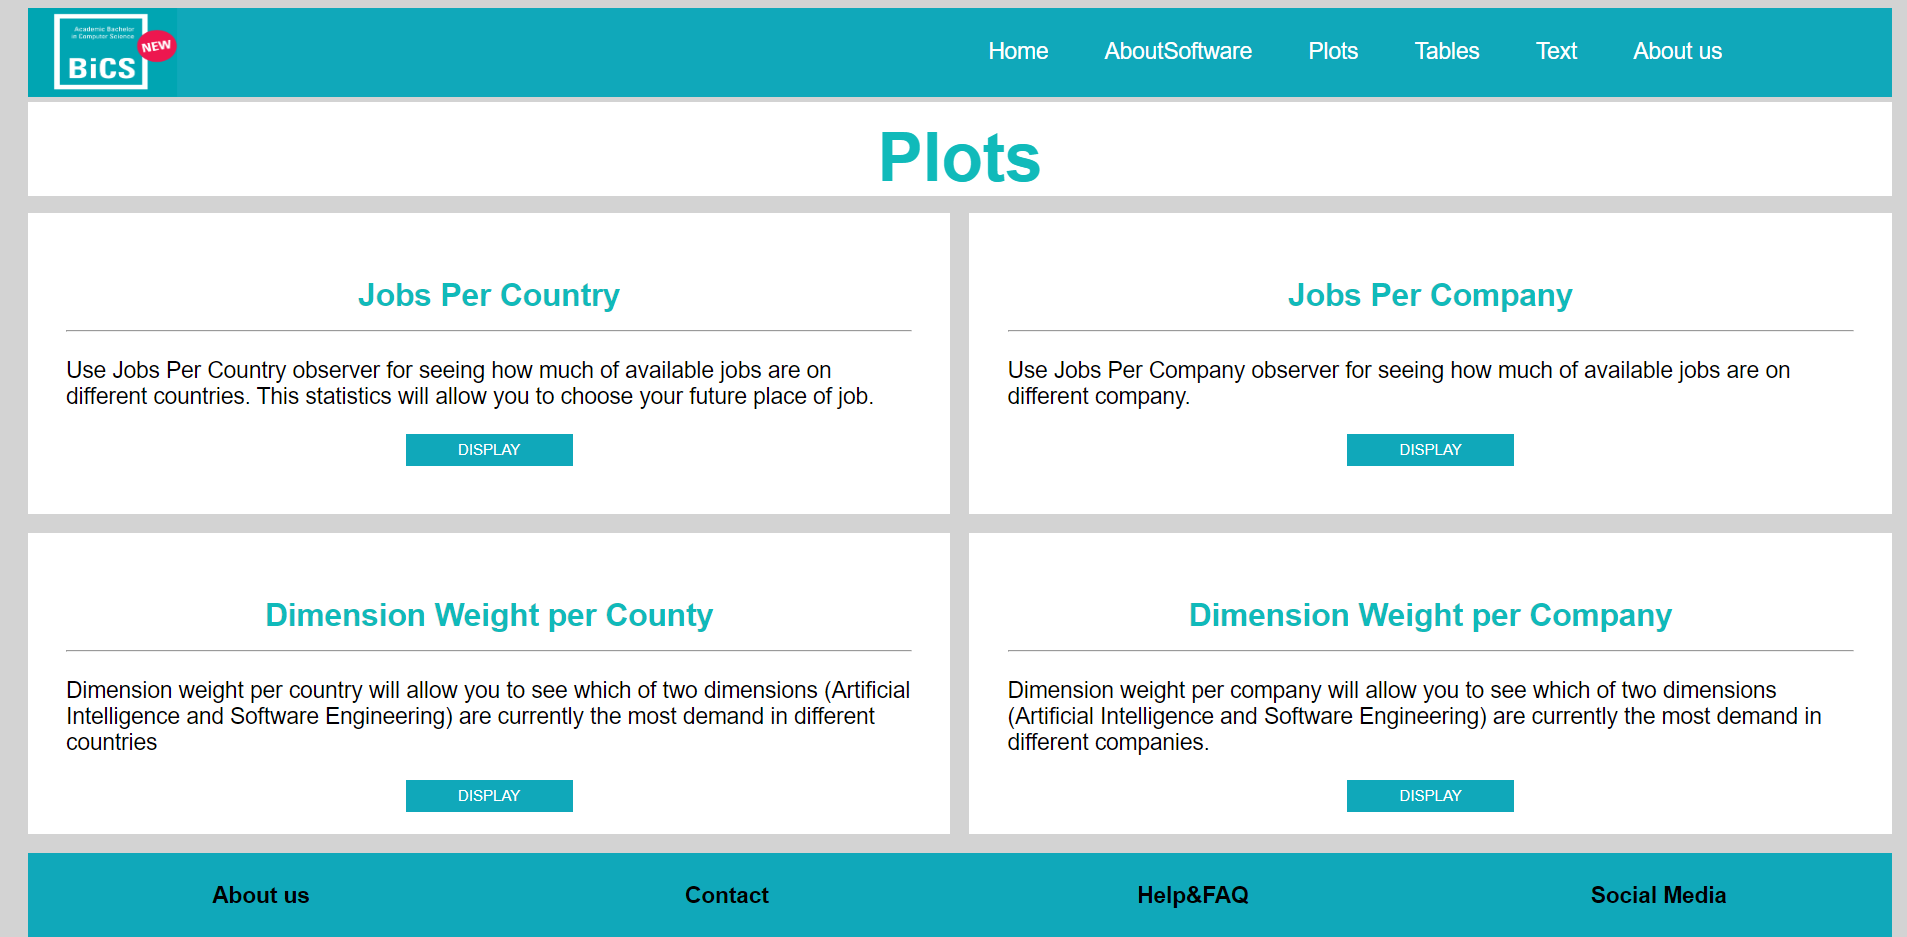 Academic Bachelor
in Computer Science
NEW
BiCS
Home
AboutSoftware
Plots
Tables
Text
About us
Plots
Jobs Per Country
Use Jobs Per Country observer for seeing how much of available jobs are on
different countries. This statistics will allow you to choose your future place of job.
DISPLAY
Jobs Per Company
Use Jobs Per Company observer for seeing how much of available jobs are on
different company.
DISPLAY
Dimension Weight per County
Dimension weight per country will allow you to see which of two dimensions (Artificial
Intelligence and Software Engineering) are currently the most demand in different
countries
DISPLAY
Dimension Weight per Company
Dimension weight per company will allow you to see which of two dimensions
(Artificial Intelligence and Software Engineering) are currently the most demand in
different companies.
DISPLAY
About us
Contact
Help&FAQ
Social Media